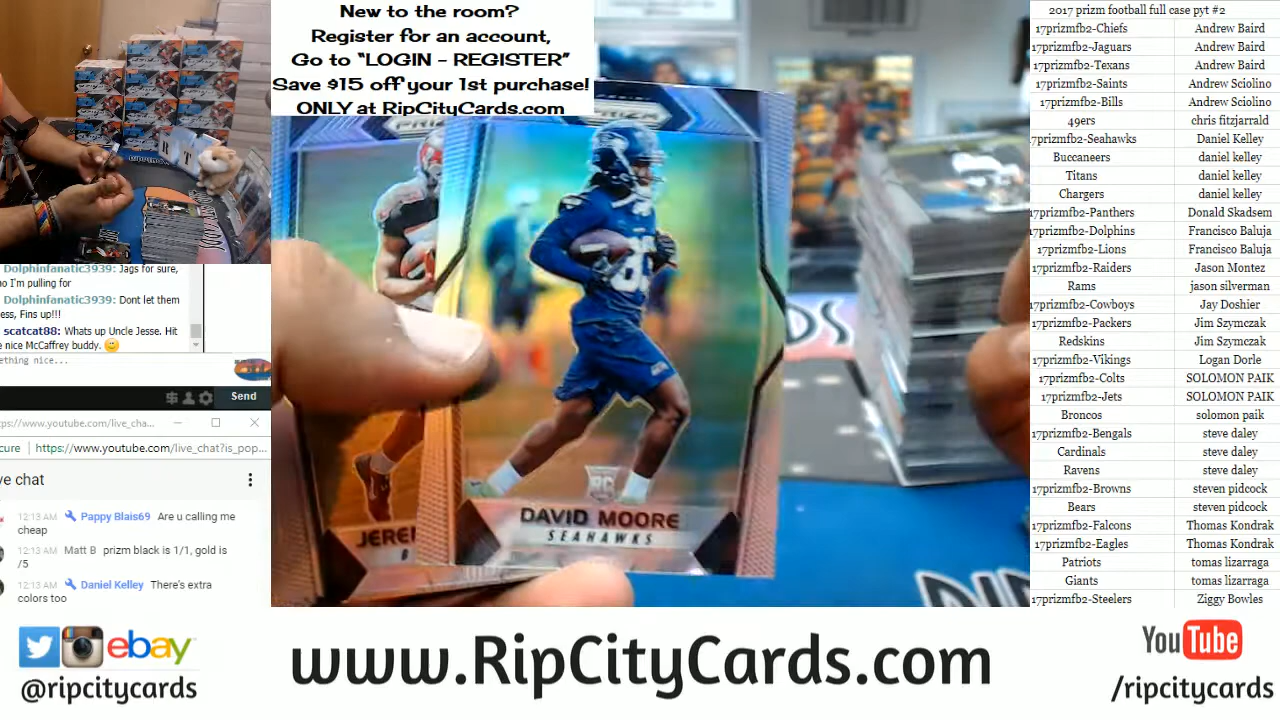 New to the room?
Register for an account,
Go to "LOGIN - REGISTER"
Save $15 off your 1st purchase!
ONLY at RipCityCards.com
Dolphinfanatic3939: Jags for sure,
I'm pulling for
Dolphinfanatic3939: Dont let them
Fins up!!!
scatcat88: Whats up Uncle Jesse. Hit
nice McCaffrey buddy.
nice...
Send
https://www.youtube.com/live_cha...
https://www.youtube.com/live_chat?is_pop...
chat
12:13 AM Pappy Blais69 Are u calling me
cheap
12:13 AM Matt B prizm black is 1/1, gold is
/5
12:13 AM Daniel Kelley There's extra
colors too
PRIZM
DAVID MOORE
SEAHAWKS
RC
2017 prizm football full case pyt #2
17prizmfb2-Chiefs Andrew Baird
17prizmfb2-Jaguars Andrew Baird
17prizmfb2-Texans Andrew Baird
17prizmfb2-Saints Andrew Sciolino
17prizmfb2-Bills Andrew Sciolino
49ers chris fitzjarrald
17prizmfb2-Seahawks Daniel Kelley
Buccaneers daniel kelley
Titans daniel kelley
Chargers daniel kelley
17prizmfb2-Panthers Donald Skadsem
17prizmfb2-Dolphins Francisco Baluja
17prizmfb2-Lions Francisco Baluja
17prizmfb2-Raiders Jason Montez
Rams jason silverman
17prizmfb2-Cowboys Jay Doshier
17prizmfb2-Packers Jim Szymczak
Redskins Jim Szymczak
17prizmfb2-Vikings Logan Dorle
17prizmfb2-Colts SOLOMON PAIK
17prizmfb2-Jets SOLOMON PAIK
Broncos solomon paik
17prizmfb2-Bengals steve daley
Cardinals steve daley
Ravens steve daley
17prizmfb2-Browns steven pidcock
Bears steven pidcock
17prizmfb2-Falcons Thomas Kondrak
17prizmfb2-Eagles Thomas Kondrak
Patriots tomas lizarraga
Giants tomas lizarraga
17prizmfb2-Steelers Ziggy Bowles
ebay
@ripcitycards
www.RipCityCards.com
YouTube
/ripcitycards